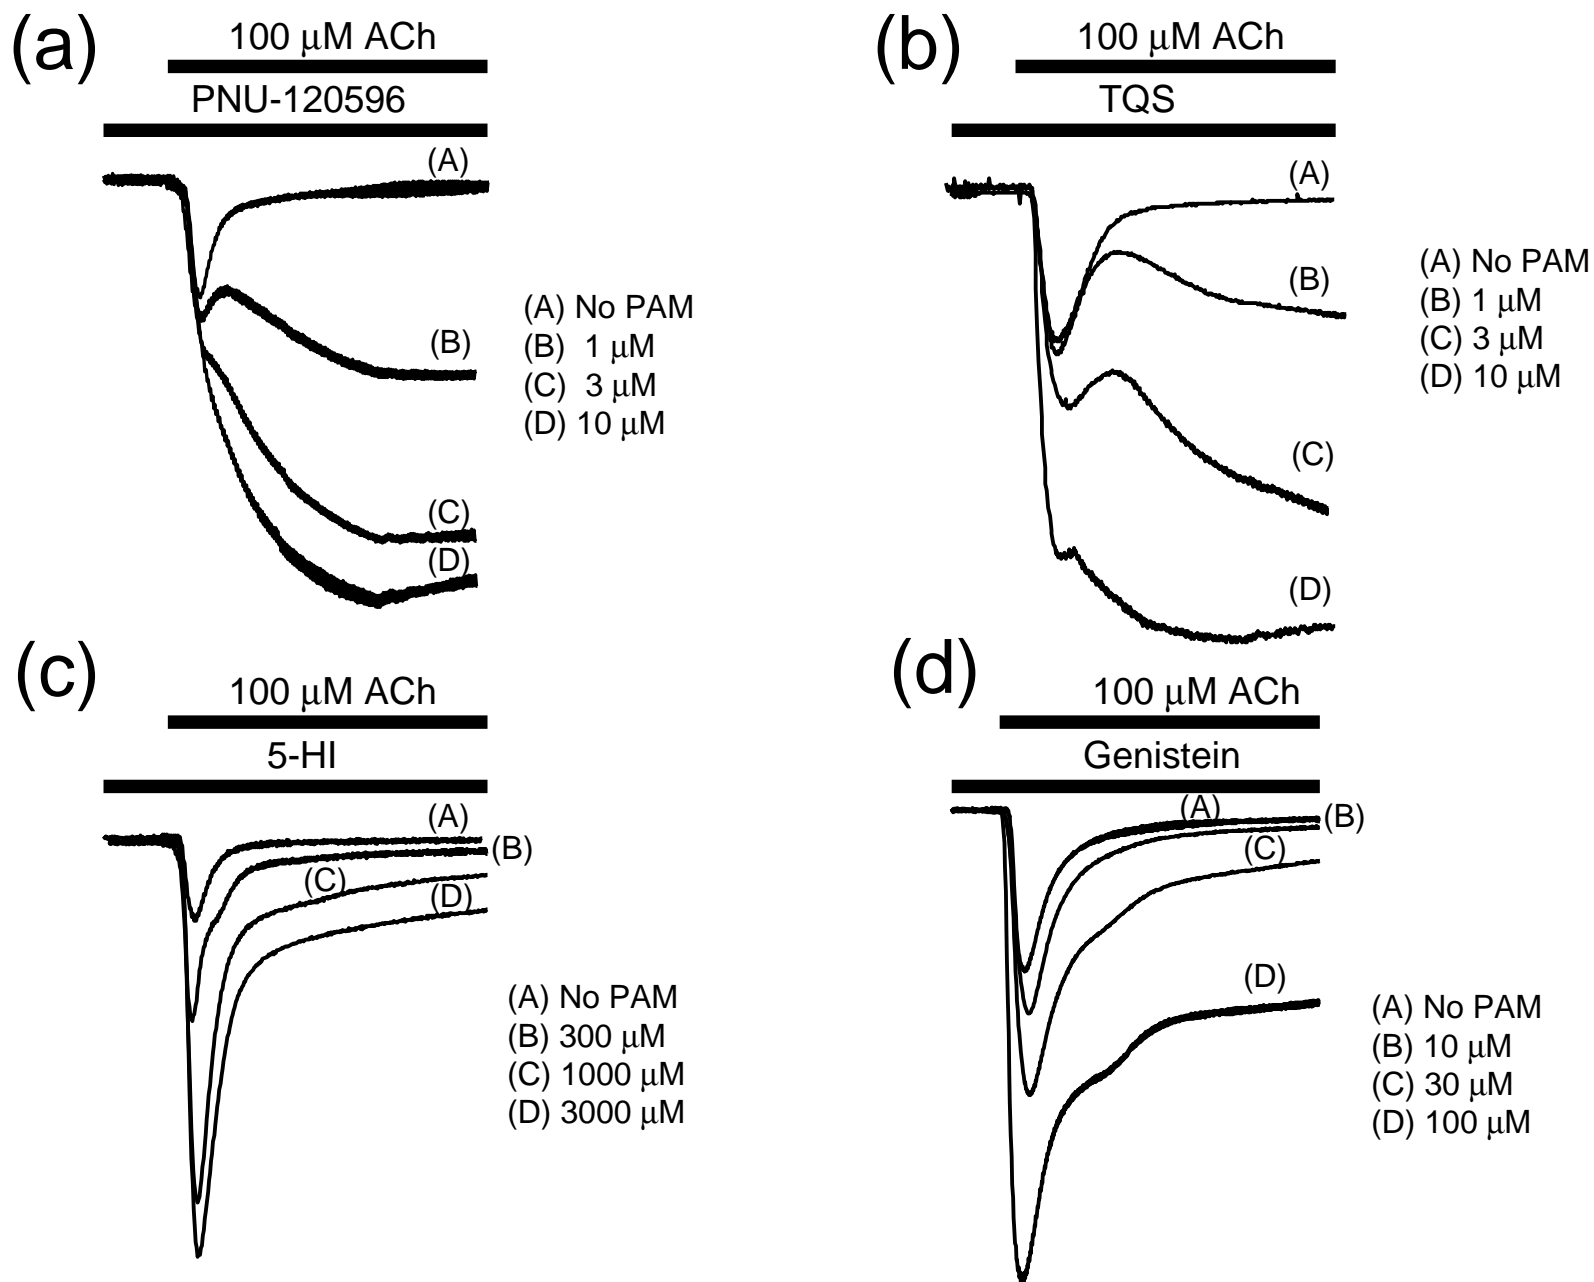 (a)
100 μM ACh
PNU-120596
(A)
(B)
(C)
(D)
(A) No PAM
(B) 1 μM
(C) 3 μM
(D) 10 μM
(b)
100 μM ACh
TQS
(A)
(B)
(C)
(D)
(A) No PAM
(B) 1 μM
(C) 3 μM
(D) 10 μM
(c)
100 μM ACh
5-HI
(A)
(B)
(C)
(D)
(A) No PAM
(B) 300 μM
(C) 1000 μM
(D) 3000 μM
(d)
100 μM ACh
Genistein
(A)
(B)
(C)
(D)
(A) No PAM
(B) 10 μM
(C) 30 μM
(D) 100 μM